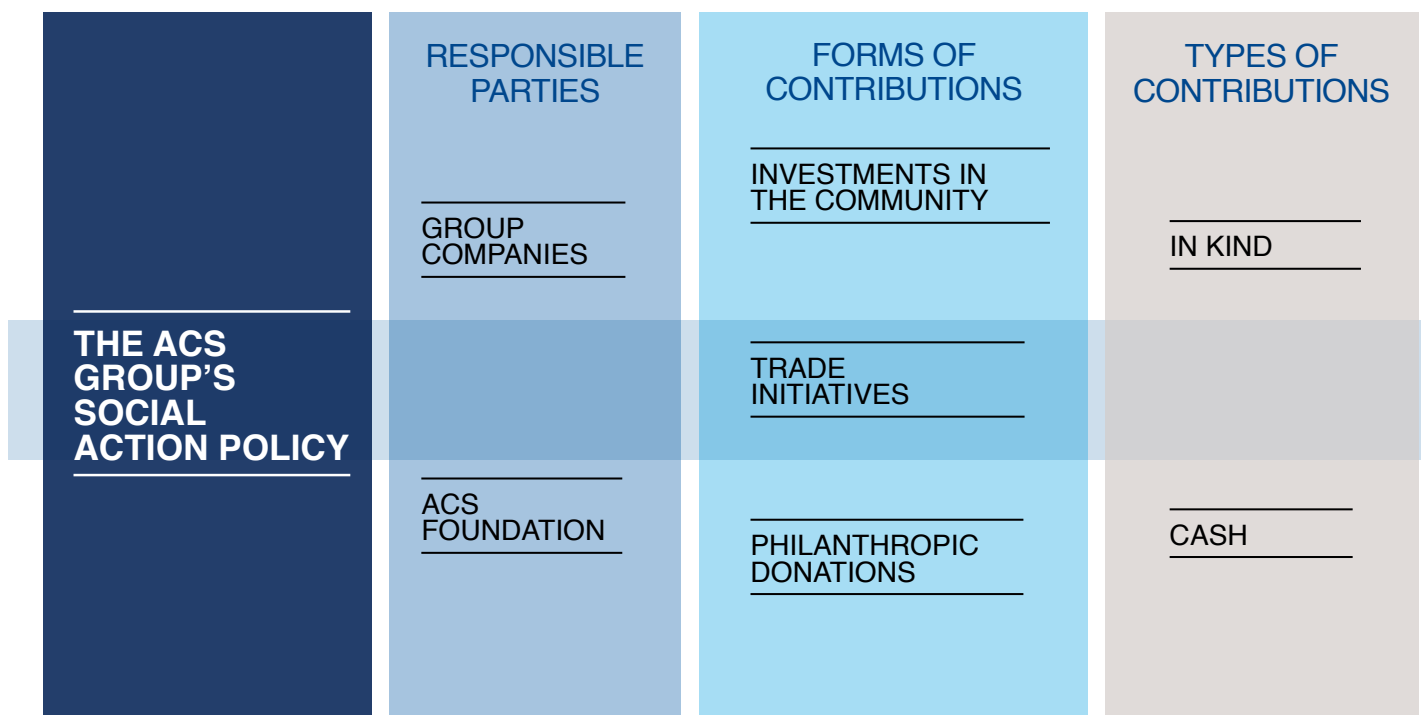 THE ACS
GROUP’S
SOCIAL
ACTION POLICY
RESPONSIBLE
PARTIES
GROUP
COMPANIES
ACS
FOUNDATION
FORMS OF
CONTRIBUTIONS
INVESTMENTS IN
THE COMMUNITY
TRADE
INITIATIVES
PHILANTHROPIC
DONATIONS
TYPES OF
CONTRIBUTIONS
IN KIND
CASH